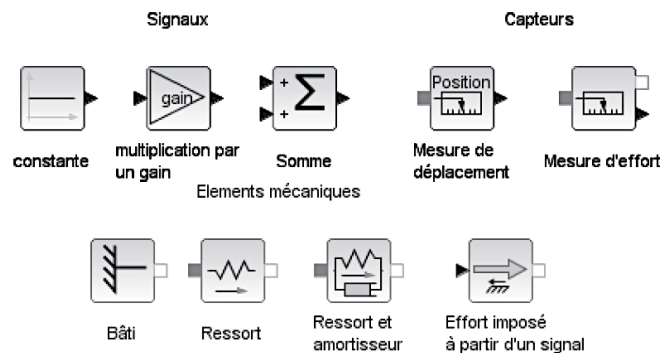 Signaux
Capteurs
gain
+
+
Σ
Position
constante
multiplication par
un gain
Somme
Mesure de
déplacement
Mesure d'effort
Elements mécaniques
Bâti
Ressort
Ressort et
amortisseur
Effort imposé
à partir d'un signal